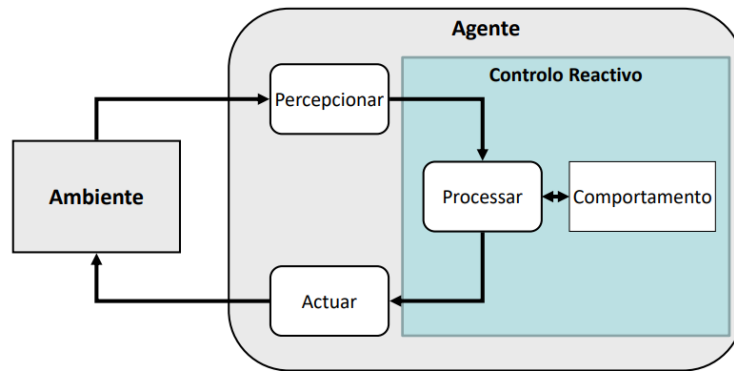 Agente
Controlo Reactivo
Percepcionar
Ambiente
Processar
Comportamento
Actuar